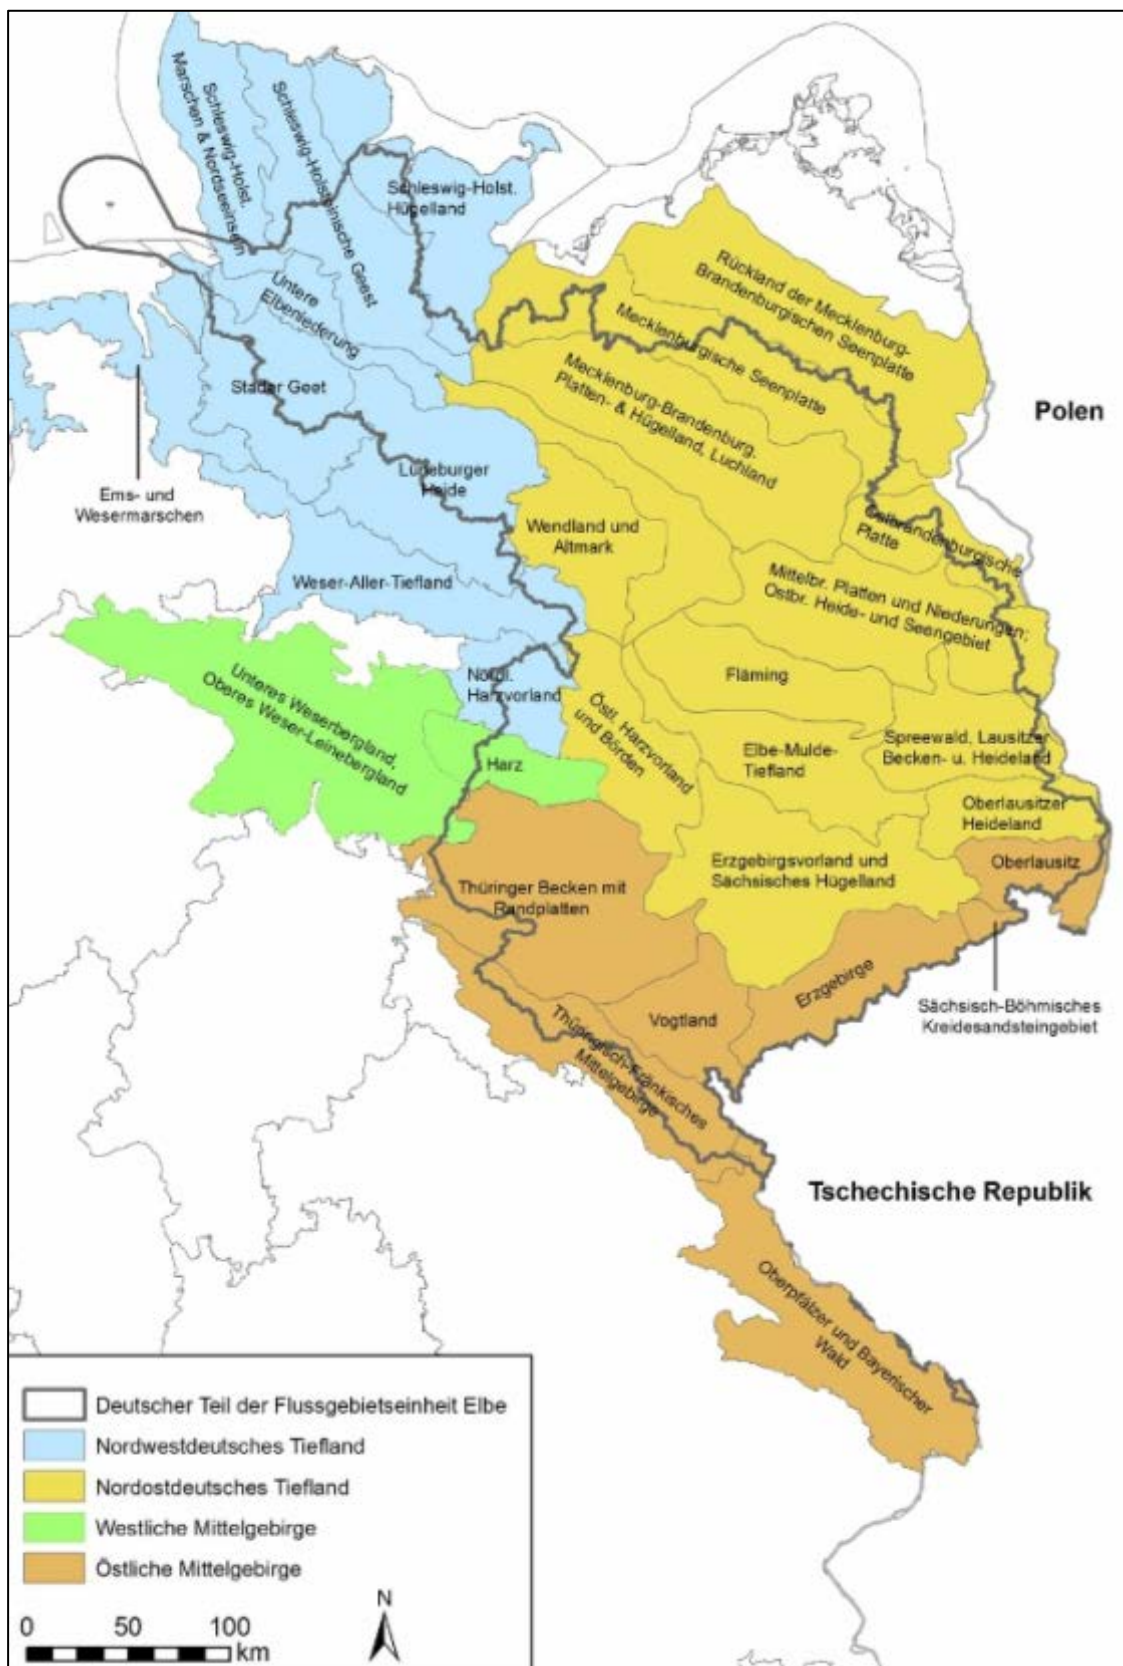 Schleswig-Holst.
Marschen & Nordseeinseln
Schleswig-Holsteinische Geest
Schleswig-Holst.
Hügelland
Untere
Elbeniederung
Stader Geet
Lüneburger
Heide
Ems- und
Wesermarschen
Weser-Aller-Tiefland
Nördl.
Harzvorland
Rückland der Mecklenburg-
Brandenburgischen Seenplatte
Mecklenburgische Seenplatte
Mecklenburg-Brandenburg.
Platten- & Hügelland, Luchland
Polen
Wendland und
Altmark
Ostbrandenburgische
Platte
Mittelbr. Platten und Niederungen;
Ostbr. Heide- und Seengebiet
Fläming
Östl. Harzvorland
und Börden
Elbe-Mulde-
Tiefland
Spreewald, Lausitzer
Becken- u. Heideland
Unteres Weserbergland,
Oberes Weser-Leinebergland
Harz
Oberlausitzer
Heideland
Oberlausitz
Erzgebirgsvorland und
Sächsisches Hügelland
Thüringer Becken mit
Randplatten
Erzgebirge
Sächsisch-Böhmisches
Kreidesandsteingebiet
Vogtland
Thüringisch-Fränkisches
Mittelgebirge
Tschechische Republik
Oberpfälzer und Bayerischer
Wald
Deutscher Teil der Flussgebietseinheit Elbe
Nordwestdeutsches Tiefland
Nordostdeutsches Tiefland
Westliche Mittelgebirge
Östliche Mittelgebirge
0 50 100
km
N